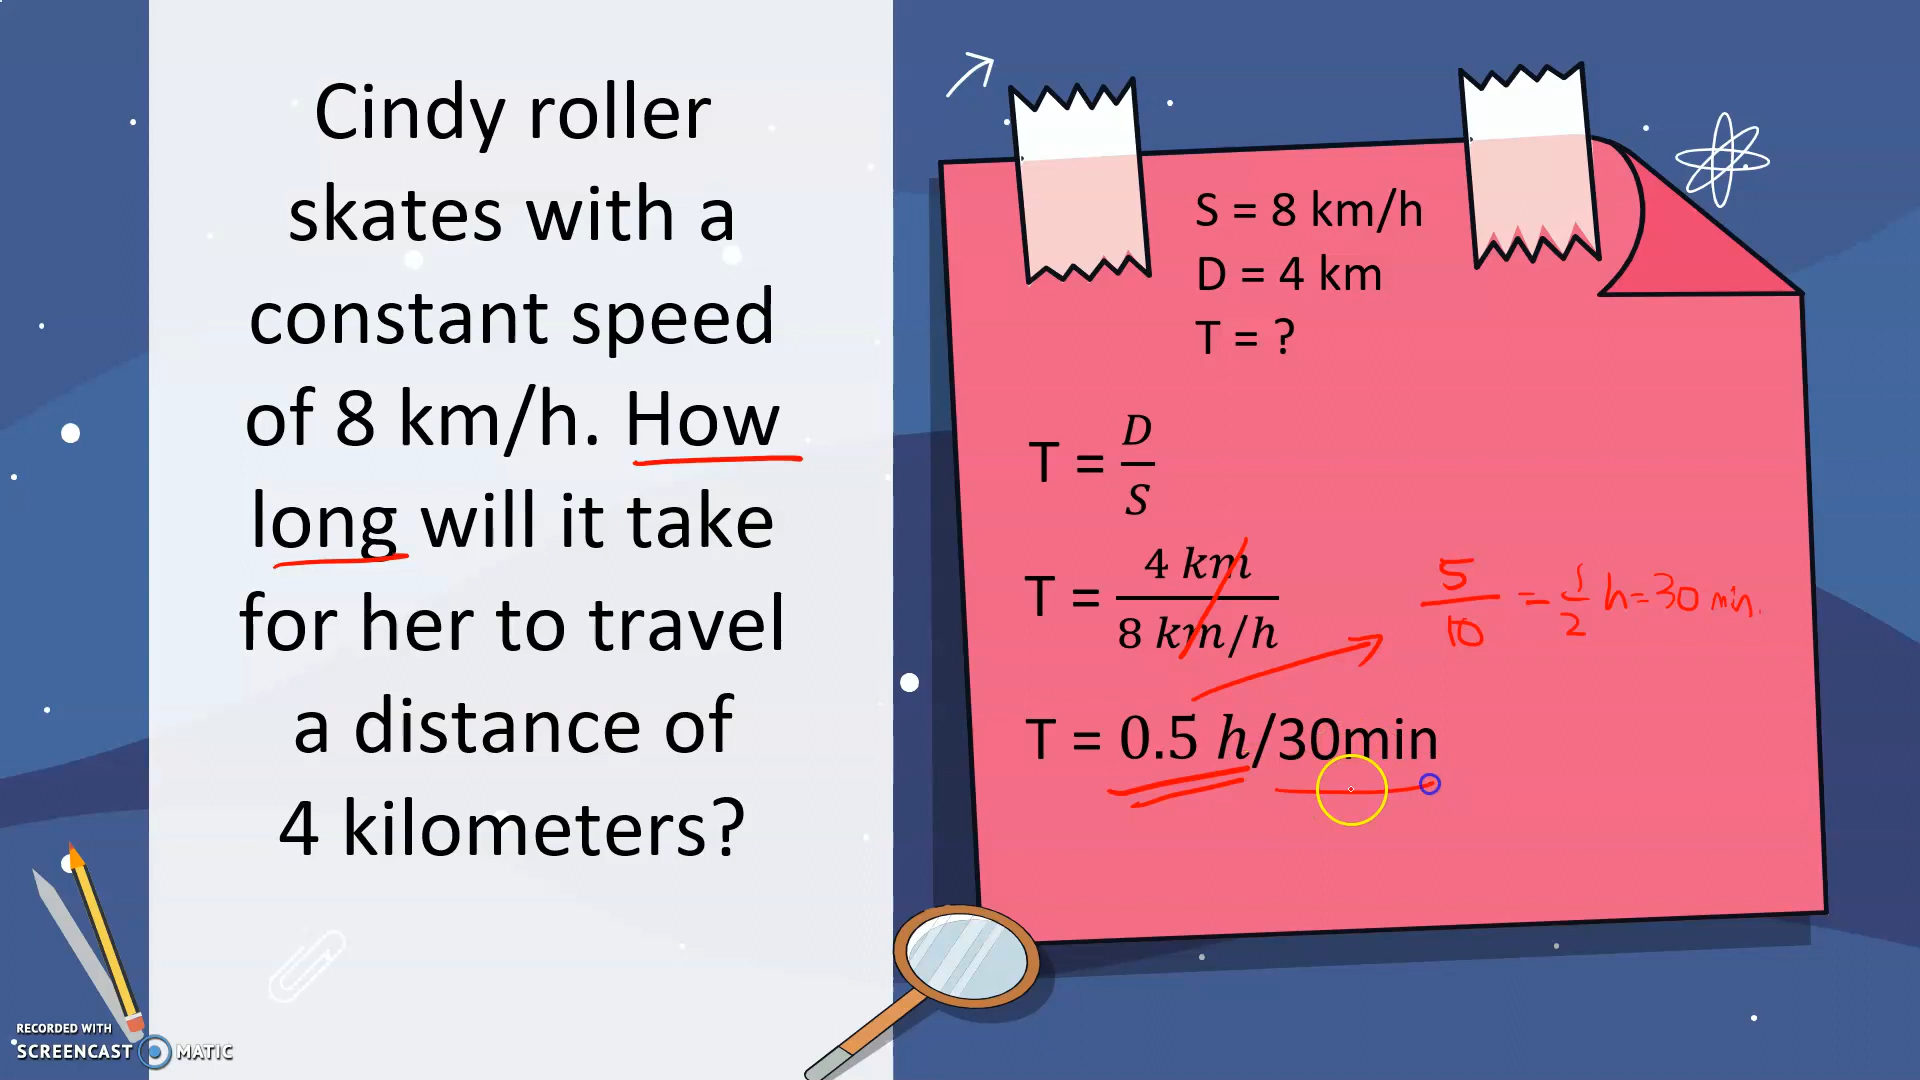 Cindy roller
skates with a
constant speed
of 8 km/h. How
long will it take
for her to travel
a distance of
4 kilometers?
S = 8 km/h
D = 4 km
T = ?
T = D/S
T = 4 km / 8 km/h
5/10 = 1/2 h = 30 min.
T = 0.5 h/30min
RECORDED WITH
SCREENCAST MATIC